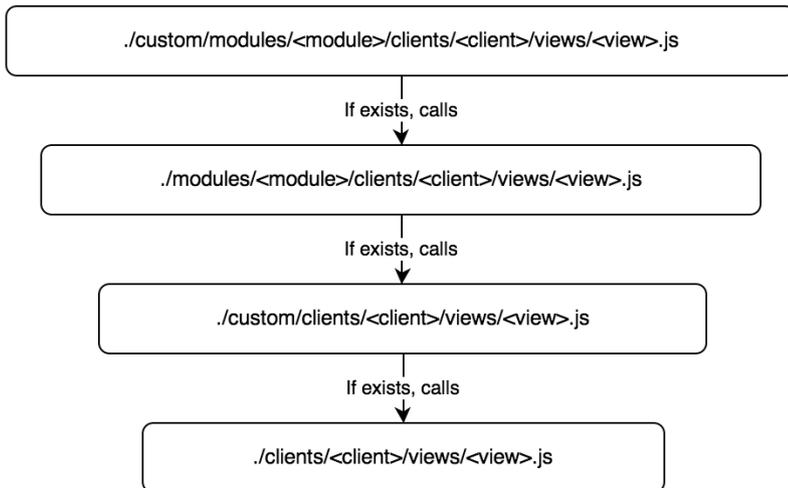 ./custom/modules/<module>/clients/<client>/views/<view>.js
If exists, calls
./modules/<module>/clients/<client>/views/<view>.js
If exists, calls
./custom/clients/<client>/views/<view>.js
If exists, calls
./clients/<client>/views/<view>.js